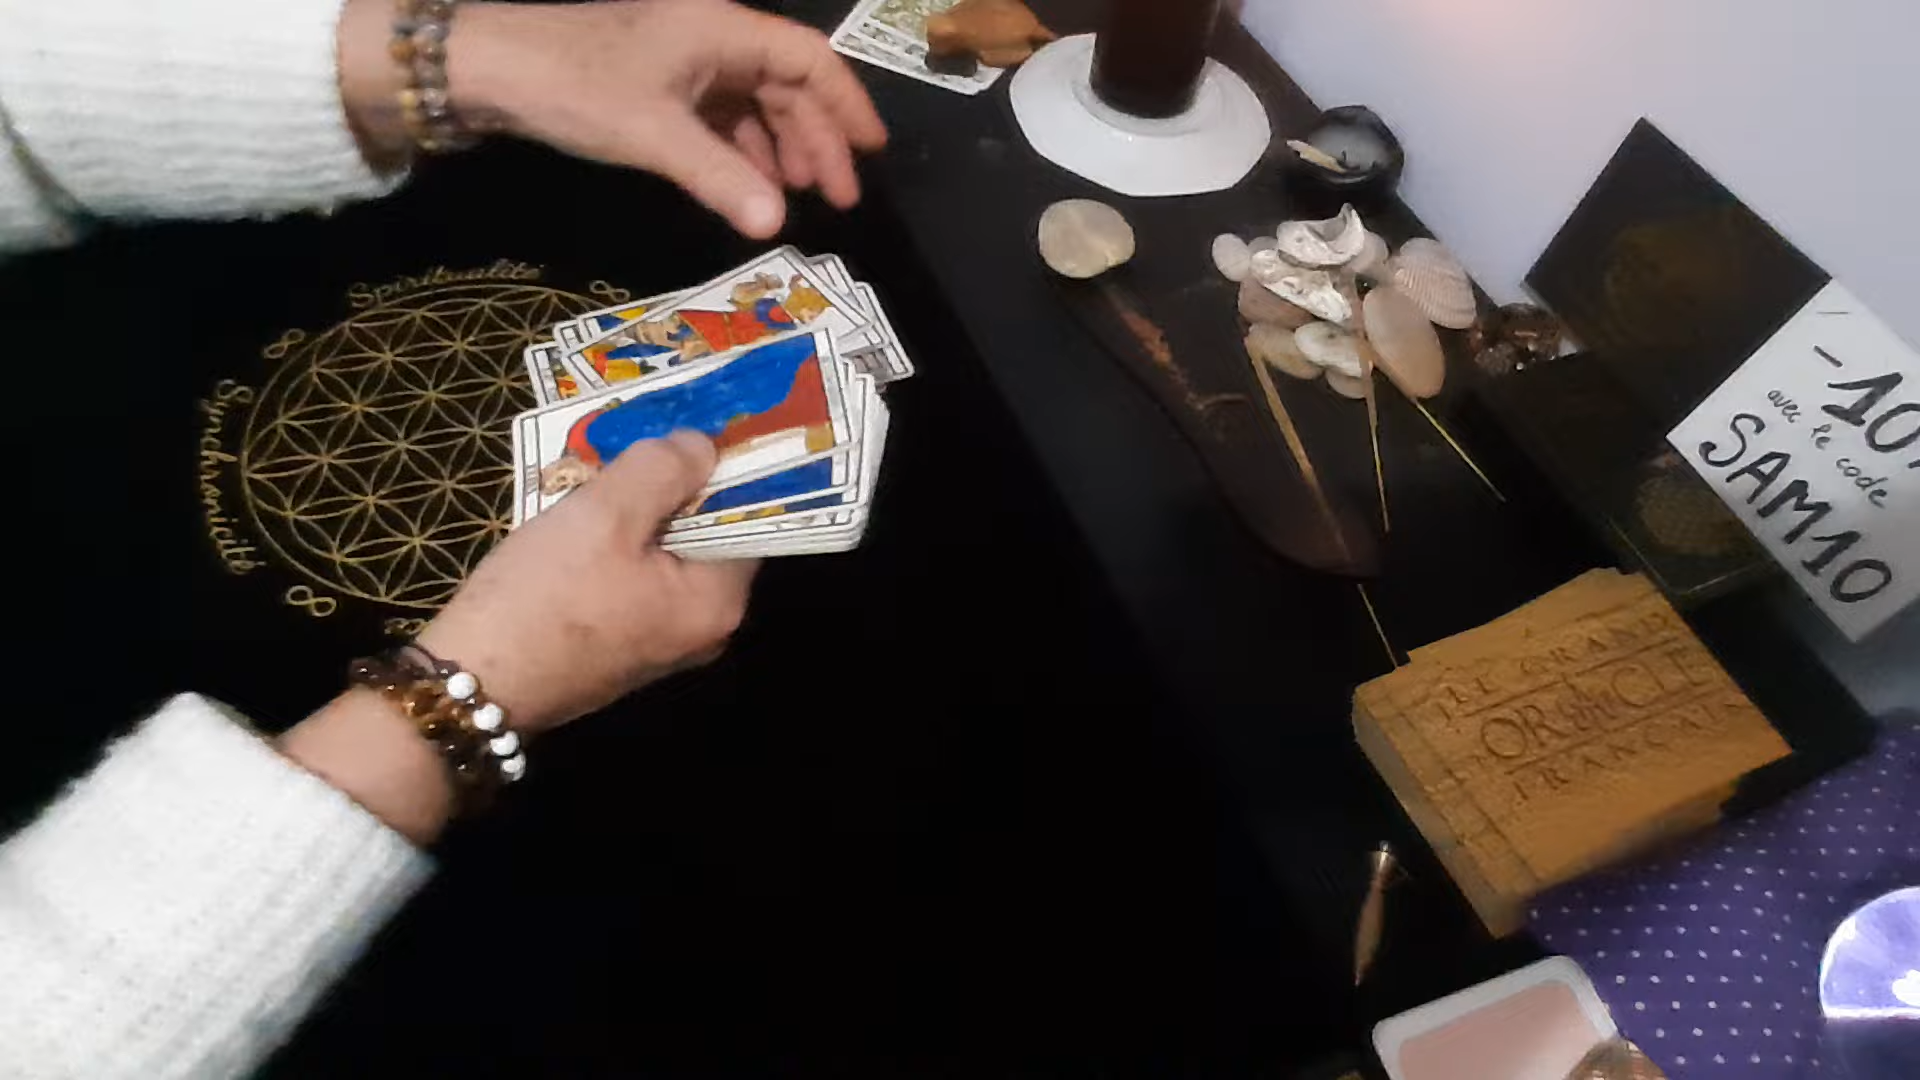 Spiritualité
Synchronicité
-10
avec le code
SAM10
LE GRAND
ORACLE
FRANÇAIS